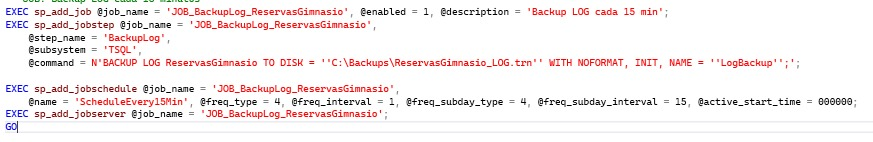 EXEC sp_add_job @job_name = 'JOB_BackupLog_ReservasGimnasio', @enabled = 1, @description = 'Backup LOG cada 15 min';
EXEC sp_add_jobstep @job_name = 'JOB_BackupLog_ReservasGimnasio',
    @step_name = 'BackupLog',
    @subsystem = 'TSQL',
    @command = N'BACKUP LOG ReservasGimnasio TO DISK = ''C:\Backups\ReservasGimnasio_LOG.trn'' WITH NOFORMAT, INIT, NAME = ''LogBackup'';';

EXEC sp_add_jobschedule @job_name = 'JOB_BackupLog_ReservasGimnasio',
    @name = 'ScheduleEvery15Min', @freq_type = 4, @freq_interval = 1, @freq_subday_type = 4, @freq_subday_interval = 15, @active_start_time = 000000;
EXEC sp_add_jobserver @job_name = 'JOB_BackupLog_ReservasGimnasio';
GO